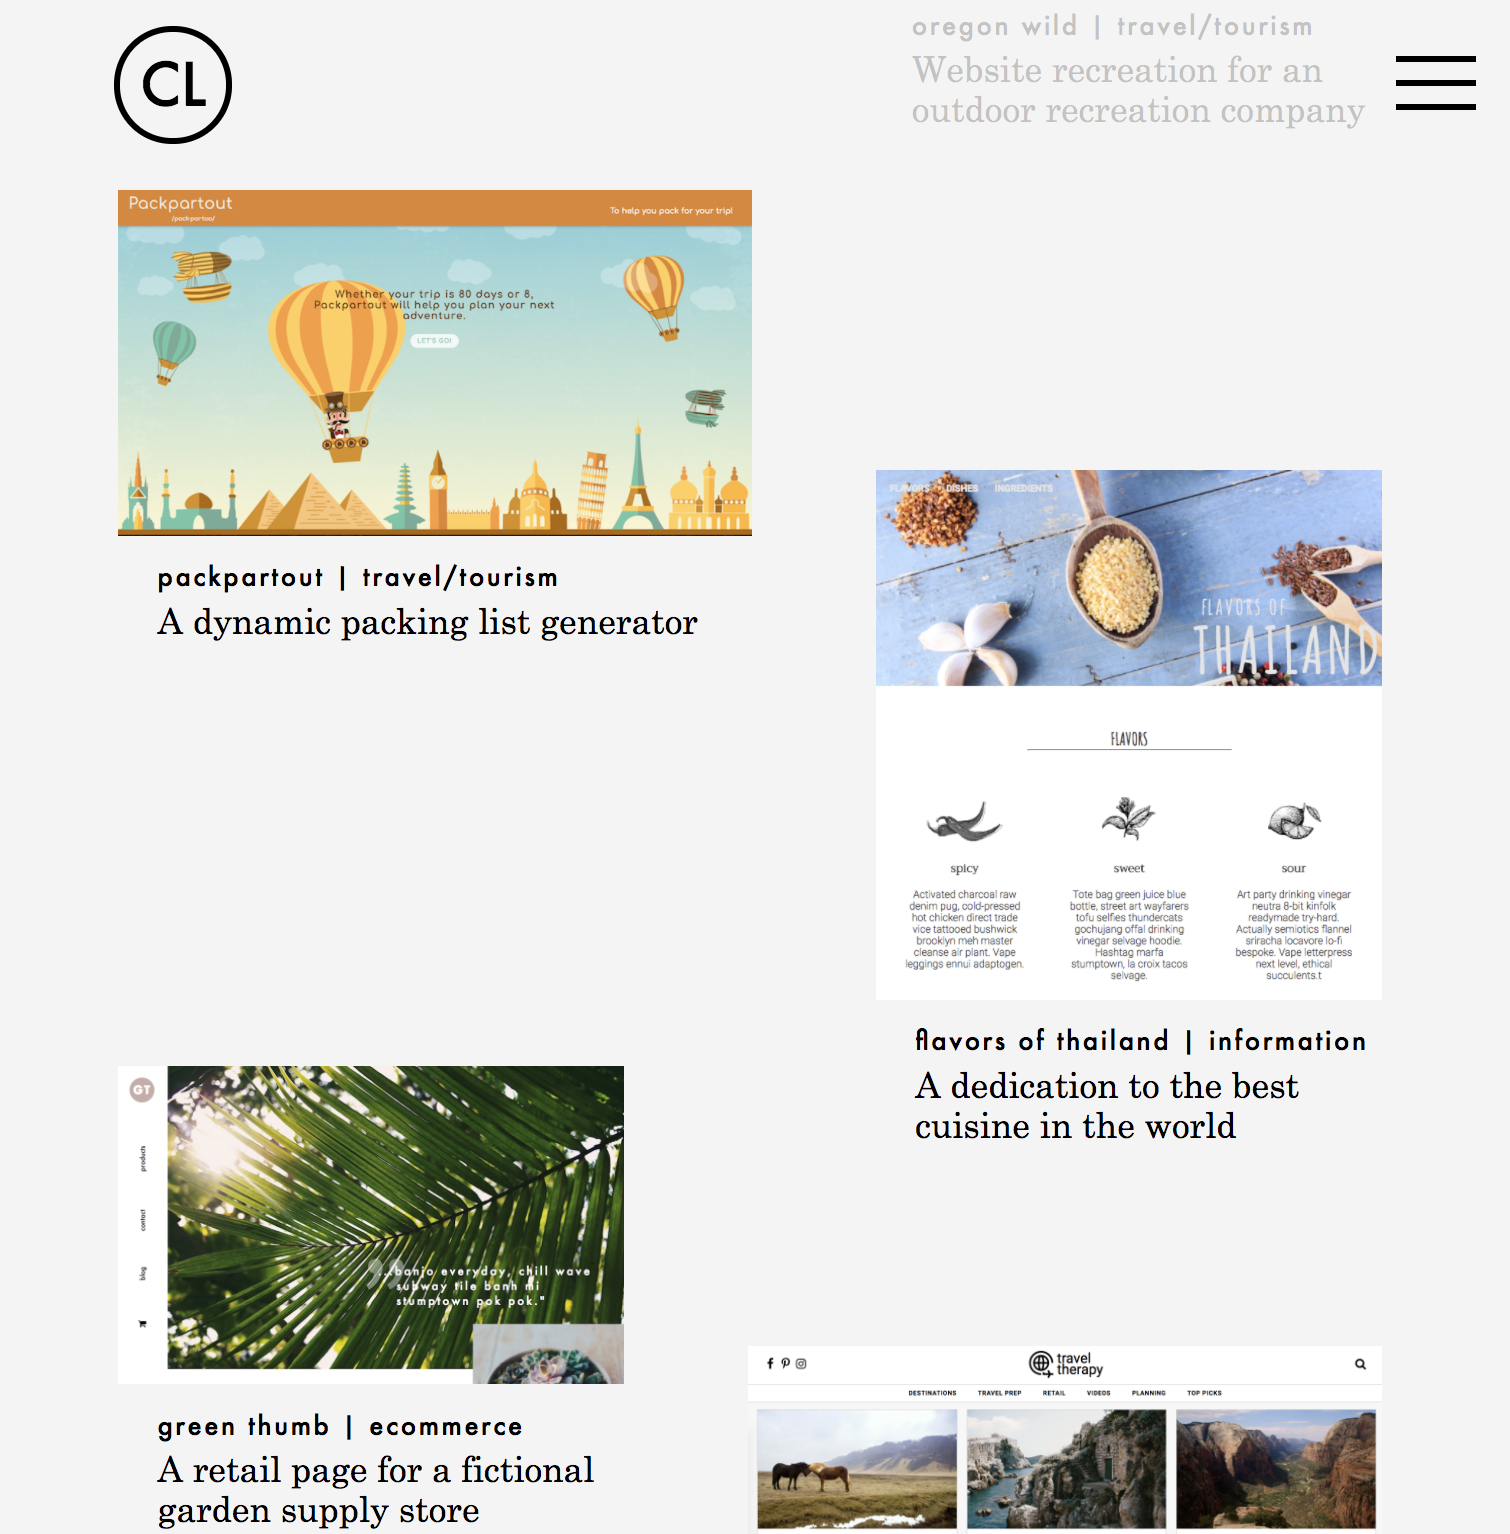 CL
oregon wild | travel/tourism
Website recreation for an
outdoor recreation company
Packpartout
/packpartoo/
To help you pack for your trip!
Whether your trip is 80 days or 8,
Packpartout will help you plan your next
adventure.
LET'S GO!
packpartout | travel/tourism
A dynamic packing list generator
FLAVORS DISHES INGREDIENTS
FLAVORS OF
THAILAND
FLAVORS
spicy
Activated charcoal raw
denim pug, cold-pressed
hot chicken direct trade
vice tattooed bushwick
brooklyn meh master
cleanse air plant. Vape
leggings ennui adaptogen.
sweet
Tote bag green juice blue
bottle, street art wayfarers
tofu selfies thundercats
gochujang offal drinking
vinegar selvage hoodie.
Hashtag marfa
stumptown, la croix tacos
selvage.
sour
Art party drinking vinegar
neutra 8-bit kinfolk
readymade try-hard.
Actually semiotics flannel
sriracha locavore lo-fi
bespoke. Vape letterpress
next level, ethical
succulents.t
flavors of thailand | information
A dedication to the best
cuisine in the world
GT
products
contact
blog
...banjo everyday, chill wave
subway tile banh mi
stumptown pok pok."
green thumb | ecommerce
A retail page for a fictional
garden supply store
travel
therapy
DESTINATIONS TRAVEL PREP RETAIL VIDEOS PLANNING TOP PICKS